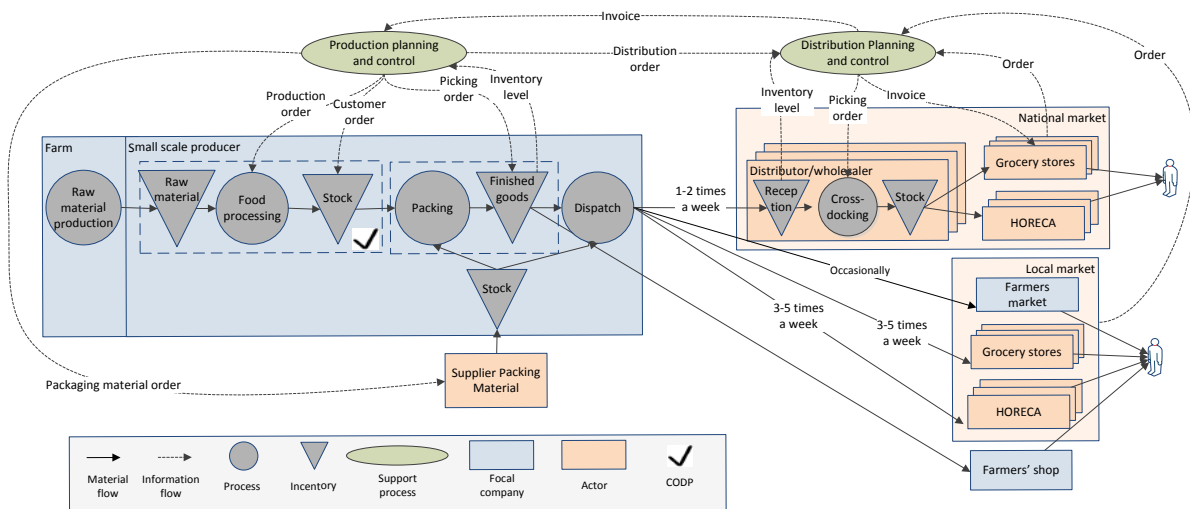 Invoice
Production planning
and control
Distribution
order
Distribution Planning
and control
Order
Order
Production
order
Customer
order
Picking
order
Inventory
level
Inventory
level
Picking
order
Invoice
Farm
Small scale producer
National market
Raw
material
production
Raw
material
Food
processing
Stock
Packing
Finished
goods
Dispatch
1-2 times
a week
Distributor/wholesaler
Recep
tion
Cross-
docking
Stock
Grocery stores
HORECA
Stock
Occasionally
Local market
Farmers
market
3-5 times
a week
3-5 times
a week
Grocery stores
HORECA
Packaging material order
Supplier Packing
Material
Farmers' shop
Material
flow
Information
flow
Process
Inventory
Support
process
Focal
company
Actor
CODP